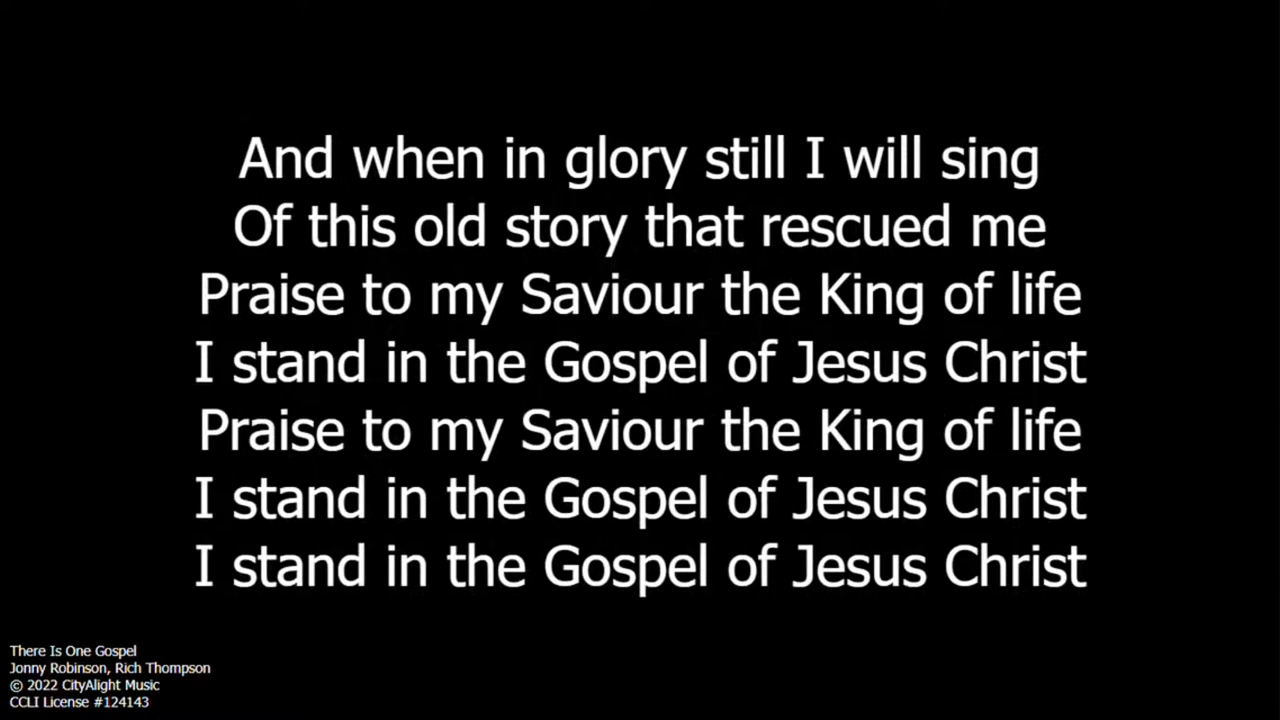 And when in glory still I will sing
Of this old story that rescued me
Praise to my Saviour the King of life
I stand in the Gospel of Jesus Christ
Praise to my Saviour the King of life
I stand in the Gospel of Jesus Christ
I stand in the Gospel of Jesus Christ
There Is One Gospel
Jonny Robinson, Rich Thompson
© 2022 CityAlight Music
CCLI License #124143